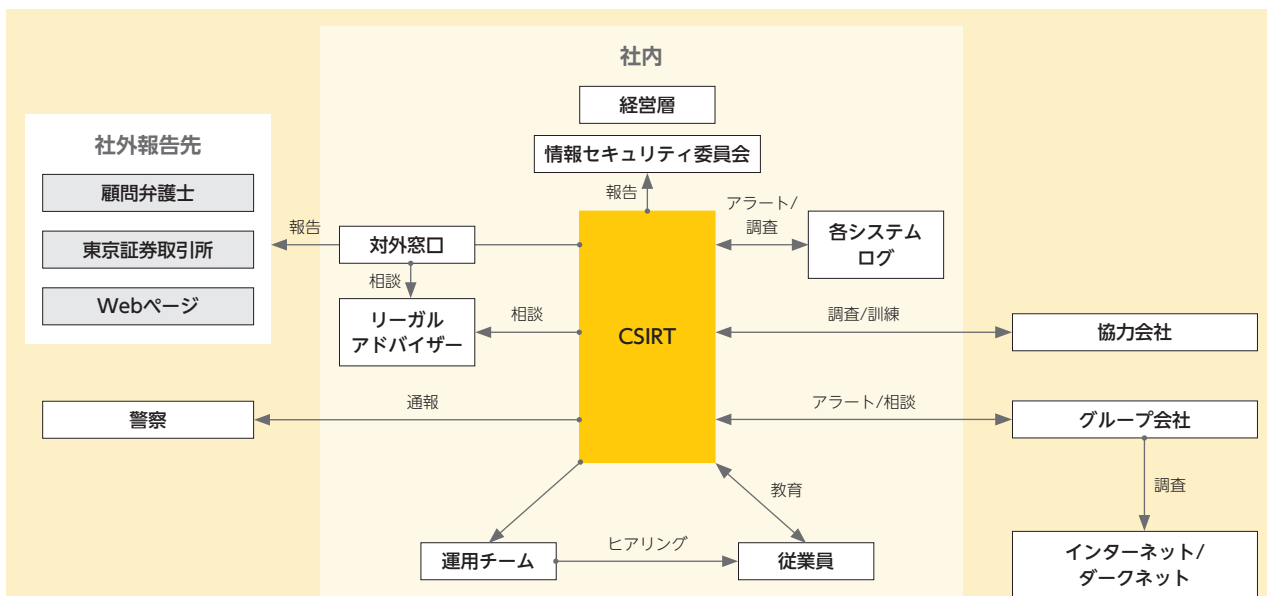 社内
経営層
情報セキュリティ委員会
報告
社外報告先
顧問弁護士
東京証券取引所
Webページ
報告
対外窓口
相談
リーガル
アドバイザー
相談
CSIRT
アラート/
調査
各システム
ログ
調査/訓練
協力会社
警察
通報
アラート/相談
グループ会社
調査
インターネット/
ダークネット
教育
運用チーム
ヒアリング
従業員